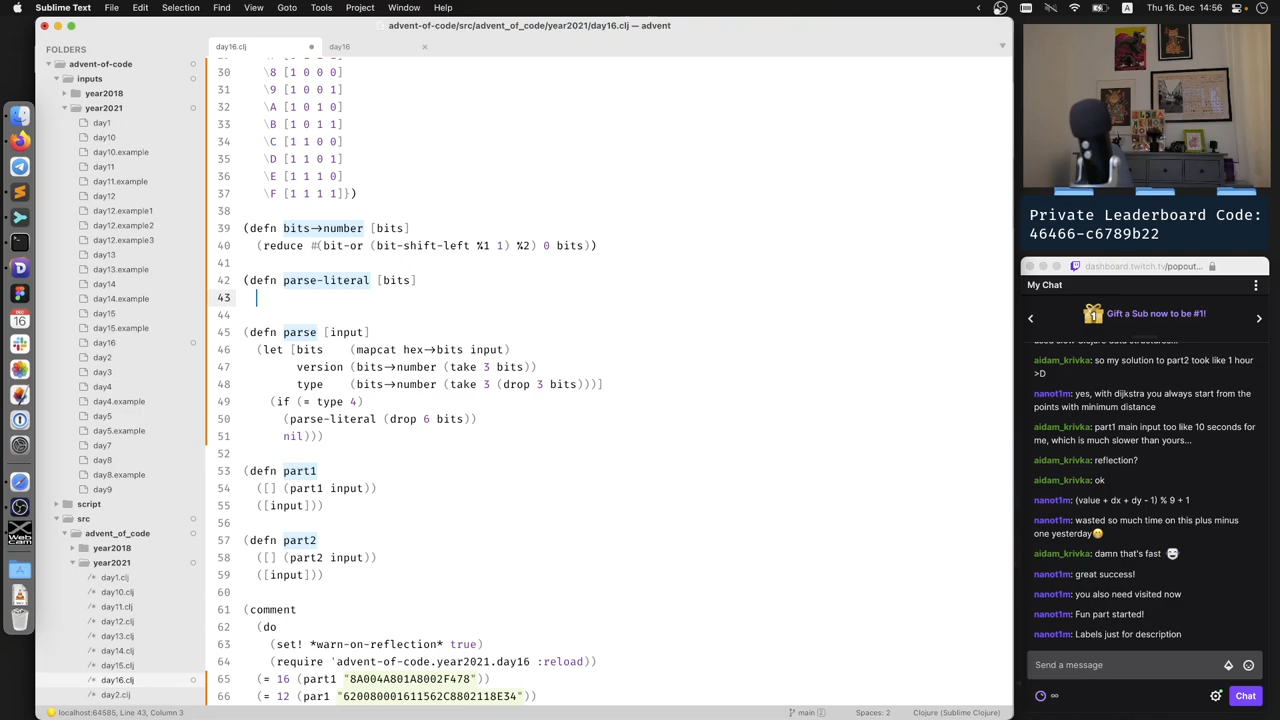 Sublime Text File Edit Selection Find View Goto Tools Project Window Help
A Thu 16. Dec 14:56
advent-of-code/src/advent_of_code/year2021/day16.clj — advent
day16.clj
day16
FOLDERS
advent-of-code
inputs
year2018
year2021
day1
day10
day10.example
day11
day11.example
day12
day12.example1
day12.example2
day12.example3
day13
day13.example
day14
day14.example
day15
day15.example
day16
day2
day3
day4
day4.example
day5
day5.example
day7
day8
day8.example
day9
script
src
advent_of_code
year2018
year2021
/* day1.clj
/* day10.clj
/* day11.clj
/* day12.clj
/* day13.clj
/* day14.clj
/* day15.clj
/* day16.clj
/* day2.clj
30 \8 [1 0 0 0]
31 \9 [1 0 0 1]
32 \A [1 0 1 0]
33 \B [1 0 1 1]
34 \C [1 1 0 0]
35 \D [1 1 0 1]
36 \E [1 1 1 0]
37 \F [1 1 1 1]})
38
39 (defn bits→number [bits]
40 (reduce #(bit-or (bit-shift-left %1 1) %2) 0 bits))
41
42 (defn parse-literal [bits]
43
44
45 (defn parse [input]
46 (let [bits (mapcat hex→bits input)
47 version (bits→number (take 3 bits))
48 type (bits→number (take 3 (drop 3 bits)))]
49 (if (= type 4)
50 (parse-literal (drop 6 bits))
51 nil)))
52
53 (defn part1
54 ([] (part1 input))
55 ([input]))
56
57 (defn part2
58 ([] (part2 input))
59 ([input]))
60
61 (comment
62 (do
63 (set! *warn-on-reflection* true)
64 (require 'advent-of-code.year2021.day16 :reload))
65 (= 16 (part1 "8A004A801A8002F478"))
66 (= 12 (par1 "620080001611562C8802118E34"))
localhost:64585, Line 43, Column 3
main 2
Spaces: 2
Clojure (Sublime Clojure)
Private Leaderboard Code:
46466-c6789b22
dashboard.twitch.tv/popout...
My Chat
Gift a Sub now to be #1!
aidam_krivka: so my solution to part2 took like 1 hour
>D
nanot1m: yes, with dijkstra you always start from the
points with minimum distance
aidam_krivka: part1 main input too like 10 seconds for
me, which is much slower than yours...
aidam_krivka: reflection?
aidam_krivka: ok
nanot1m: (value + dx + dy - 1) % 9 + 1
nanot1m: wasted so much time on this plus minus
one yesterday
aidam_krivka: damn that's fast
nanot1m: great success!
nanot1m: you also need visited now
nanot1m: Fun part started!
nanot1m: Labels just for description
Send a message
∞
Chat